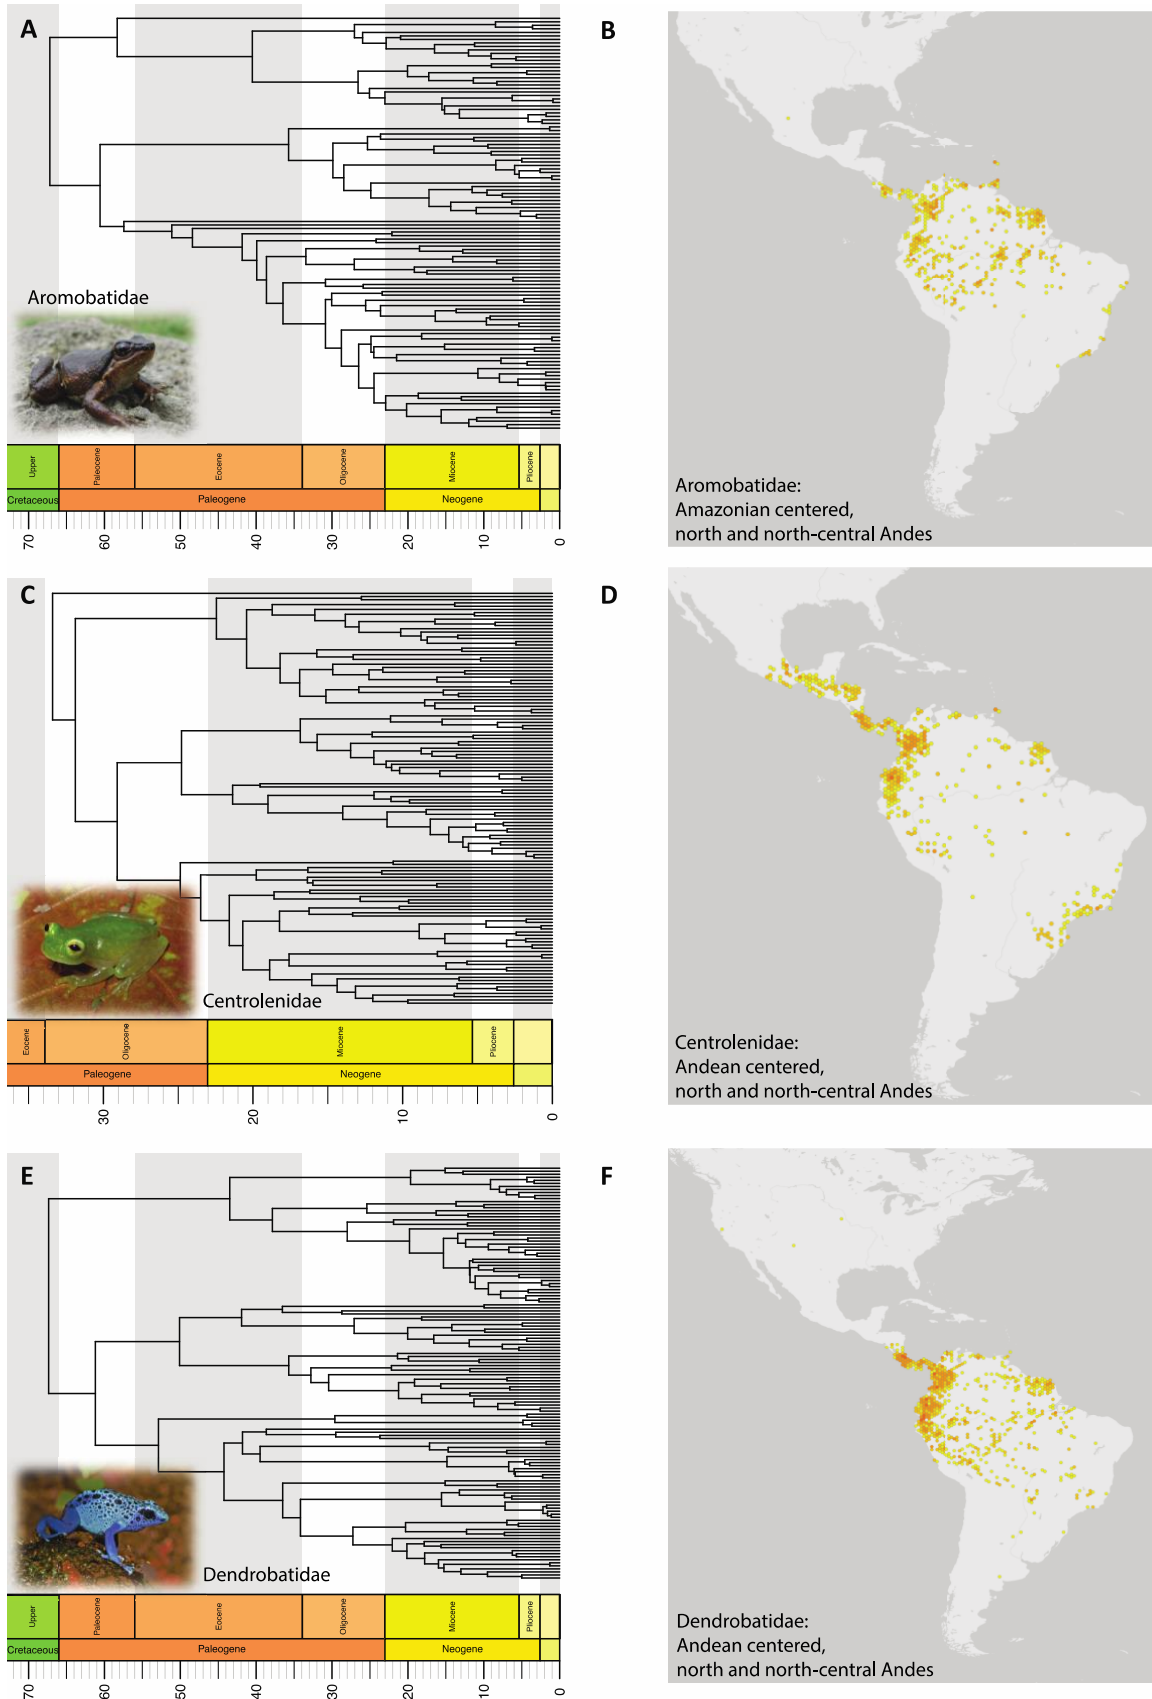 A
B
Aromobatidae
Upper
Paleocene
Eocene
Oligocene
Miocene
Pliocene
Cretaceous
Paleogene
Neogene
70
60
50
40
30
20
10
0
Aromobatidae:
Amazonian centered,
north and north-central Andes
C
D
Centrolenidae
Eocene
Oligocene
Miocene
Pliocene
Paleogene
Neogene
30
20
10
0
Centrolenidae:
Andean centered,
north and north-central Andes
E
F
Dendrobatidae
Upper
Paleocene
Eocene
Oligocene
Miocene
Pliocene
Cretaceous
Paleogene
Neogene
70
60
50
40
30
20
10
0
Dendrobatidae:
Andean centered,
north and north-central Andes